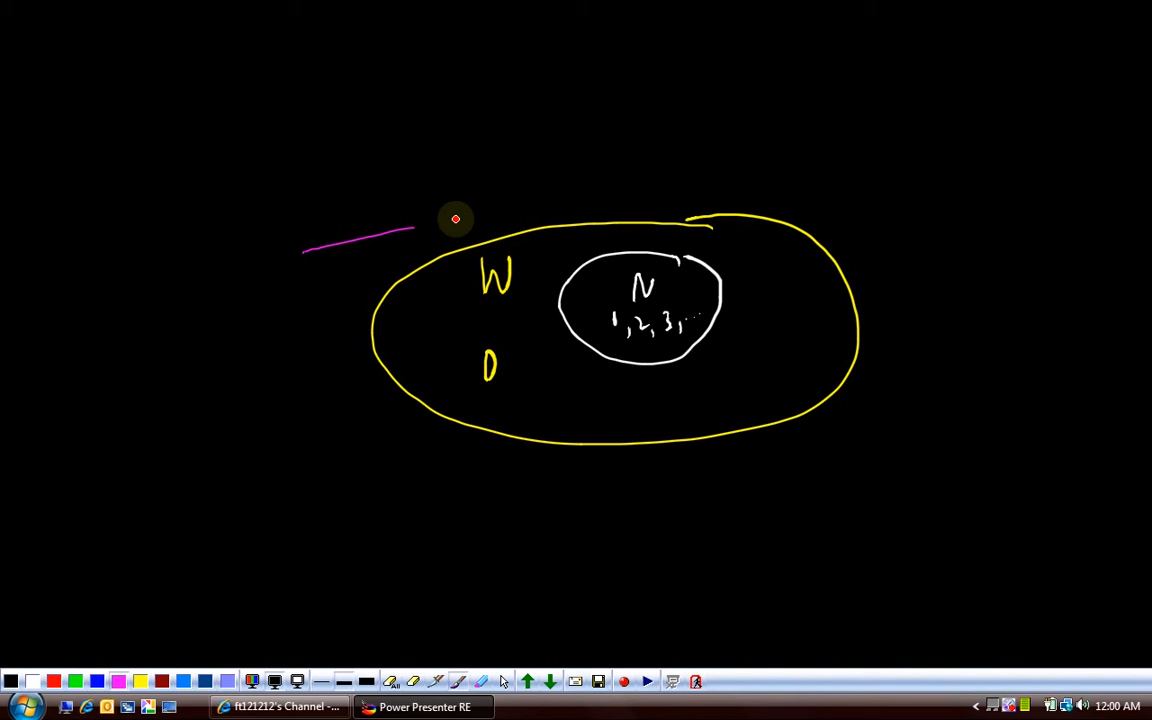 W
N
1, 2, 3, ...
0
ft121212's Channel -...
Power Presenter RE
12:00 AM